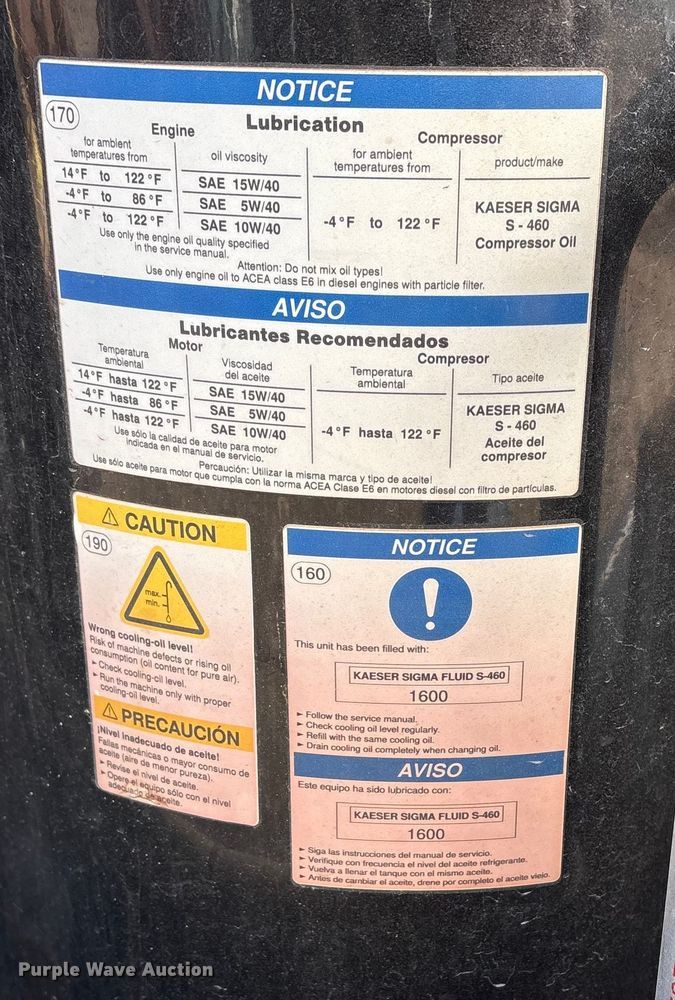 NOTICE
170
Lubrication
Engine
Compressor
for ambient
temperatures from
oil viscosity
for ambient
temperatures from
product/make
14°F to 122°F
SAE 15W/40
-4°F to 86°F
SAE 5W/40
-4°F to 122°F
SAE 10W/40
-4°F to 122°F
KAESER SIGMA
S - 460
Compressor Oil
Use only the engine oil quality specified
in the service manual.
Attention: Do not mix oil types!
Use only engine oil to ACEA class E6 in diesel engines with particle filter.
AVISO
Lubricantes Recomendados
Motor
Compresor
Temperatura
ambiental
Viscosidad
del aceite
Temperatura
ambiental
Tipo aceite
14°F hasta 122°F
SAE 15W/40
-4°F hasta 86°F
SAE 5W/40
-4°F hasta 122°F
SAE 10W/40
-4°F hasta 122°F
KAESER SIGMA
S - 460
Aceite del
compresor
Use sólo la calidad de aceite para motor
indicada en el manual de servicio.
Percaución: Utilizar la misma marca y tipo de aceite!
Use sólo aceite para motor que cumpla con la norma ACEA Clase E6 en motores diesel con filtro de partículas.
CAUTION
190
max.
min.
Wrong cooling-oil level!
Risk of machine defects or rising oil
consumption (oil content for pure air).
► Check cooling-oil level.
► Run the machine only with proper
cooling-oil level.
PRECAUCIÓN
¡Nivel inadecuado de aceite!
Fallas mecánicas o mayor consumo de
aceite (aire de menor pureza).
► Revise el nivel de aceite.
► Opere el equipo sólo con el nivel
adecuado de aceite.
NOTICE
160
This unit has been filled with:
KAESER SIGMA FLUID S-460
1600
► Follow the service manual.
► Check cooling oil level regularly.
► Refill with the same cooling oil.
► Drain cooling oil completely when changing oil.
AVISO
Este equipo ha sido lubricado con:
KAESER SIGMA FLUID S-460
1600
► Siga las instrucciones del manual de servicio.
► Verifique con frecuencia el nivel del aceite refrigerante.
► Vuelva a llenar el tanque con el mismo aceite.
► Antes de cambiar el aceite, drene por completo el aceite viejo.
Purple Wave Auction